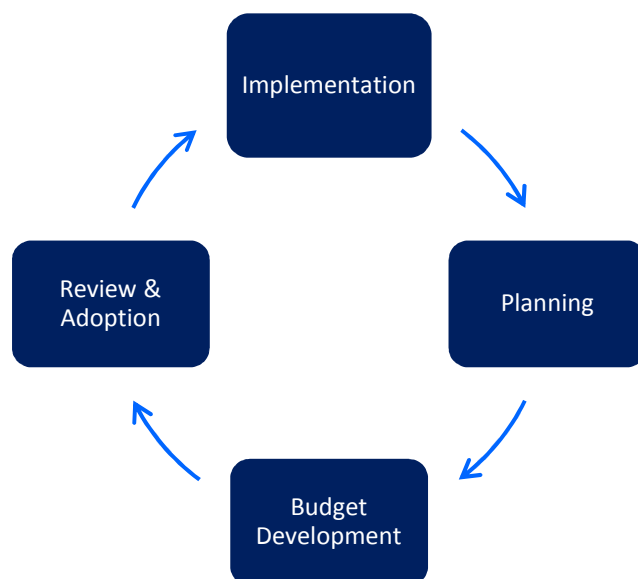 Implementation
Review &
Adoption
Planning
Budget
Development